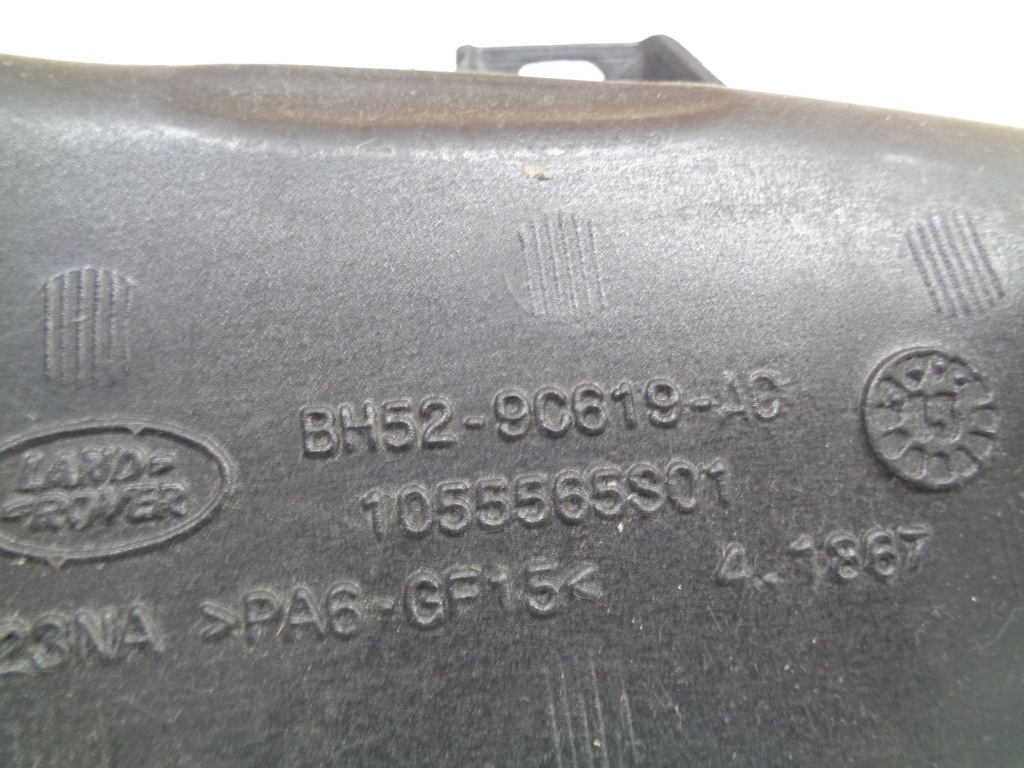 BH52-9C619-AC
LAND-
-ROVER
1055565S01
4.1867
23NA >PA6-GF15<